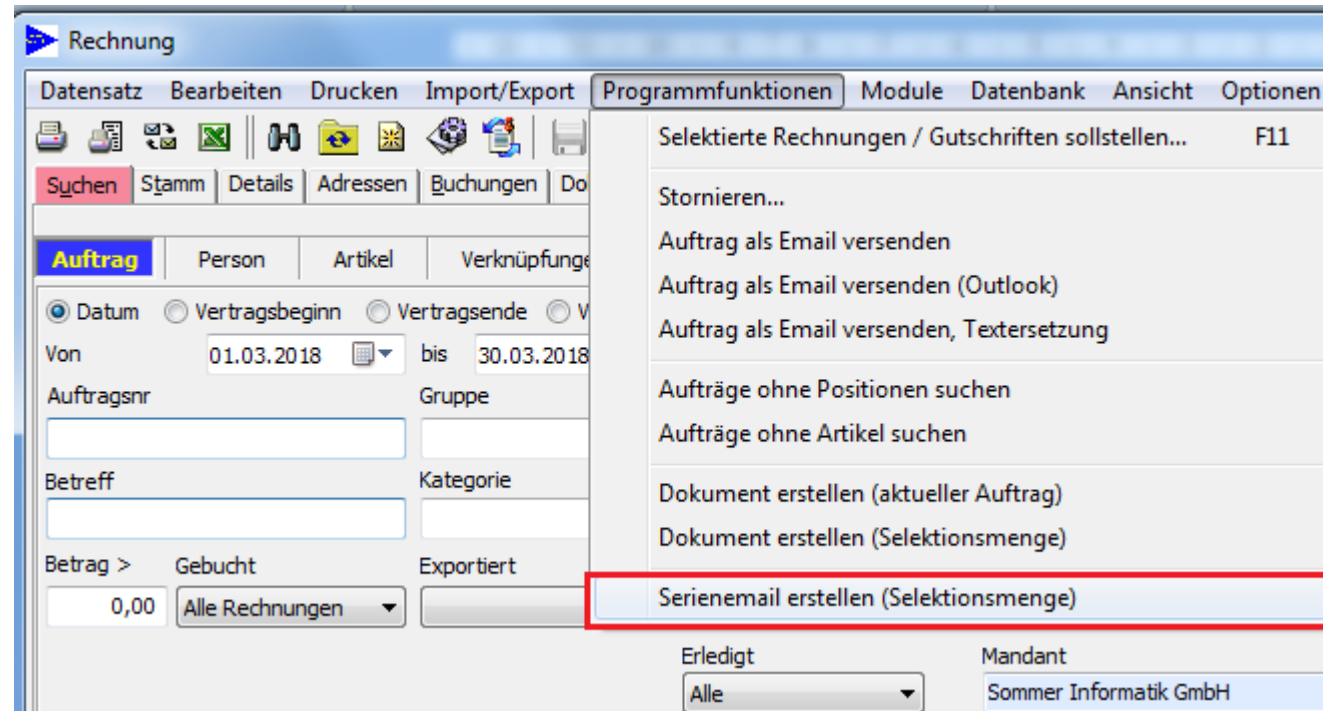 Rechnung
Datensatz Bearbeiten Drucken Import/Export Programmfunktionen Module Datenbank Ansicht Optionen
Selektierte Rechnungen / Gutschriften sollstellen... F11
Suchen Stamm Details Adressen Buchungen
Stornieren...
Auftrag als Email versenden
Auftrag Person Artikel
Auftrag als Email versenden (Outlook)
Datum Vertragsbeginn Vertragsende
Auftrag als Email versenden, Textersetzung
Von 01.03.2018 bis 30.03.2018
Auftragsnr Gruppe
Aufträge ohne Positionen suchen
Aufträge ohne Artikel suchen
Betreff Kategorie
Dokument erstellen (aktueller Auftrag)
Dokument erstellen (Selektionsmenge)
Betrag > Gebucht Exportiert
0,00 Alle Rechnungen
Serienemail erstellen (Selektionsmenge)
Erledigt Mandant
Alle Sommer Informatik GmbH